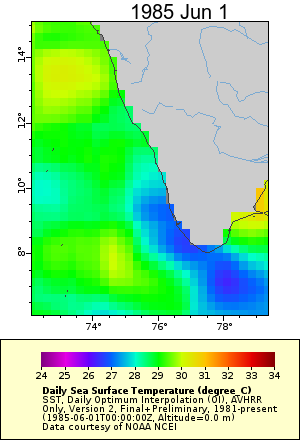 1985 Jun 1
14°
12°
10°
8°
74° 76° 78°
24 25 26 27 28 29 30 31 32 33 34
Daily Sea Surface Temperature (degree_C)
SST, Daily Optimum Interpolation (OI), AVHRR
Only, Version 2, Final+Preliminary, 1981-present
(1985-06-01T00:00:00Z, Altitude=0.0 m)
Data courtesy of NOAA NCEI